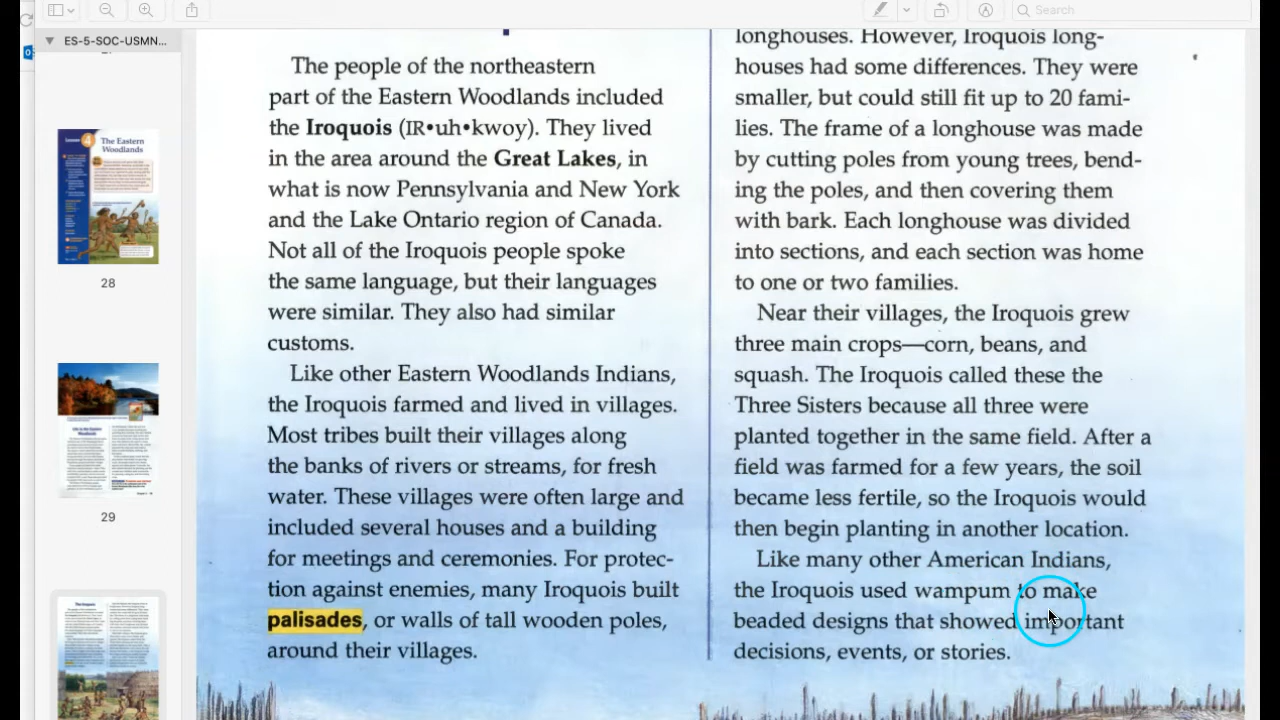 Search
ES-5-SOC-USMN...
Lesson 4
The Eastern
Woodlands
28
29
The people of the northeastern
part of the Eastern Woodlands included
the Iroquois (IR•uh•kwoy). They lived
in the area around the Great Lakes, in
what is now Pennsylvania and New York
and the Lake Ontario region of Canada.
Not all of the Iroquois people spoke
the same language, but their languages
were similar. They also had similar
customs.
Like other Eastern Woodlands Indians,
the Iroquois farmed and lived in villages.
Most tribes built their villages along
the banks of rivers or streams, for fresh
water. These villages were often large and
included several houses and a building
for meetings and ceremonies. For protec-
tion against enemies, many Iroquois built
palisades, or walls of tall wooden poles,
around their villages.
longhouses. However, Iroquois long-
houses had some differences. They were
smaller, but could still fit up to 20 fami-
lies. The frame of a longhouse was made
by cutting poles from young trees, bend-
ing the poles, and then covering them
with bark. Each longhouse was divided
into sections, and each section was home
to one or two families.
Near their villages, the Iroquois grew
three main crops—corn, beans, and
squash. The Iroquois called these the
Three Sisters because all three were
planted together in the same field. After a
field was farmed for a few years, the soil
became less fertile, so the Iroquois would
then begin planting in another location.
Like many other American Indians,
the Iroquois used wampum to make
beaded designs that showed important
decisions, events, or stories.